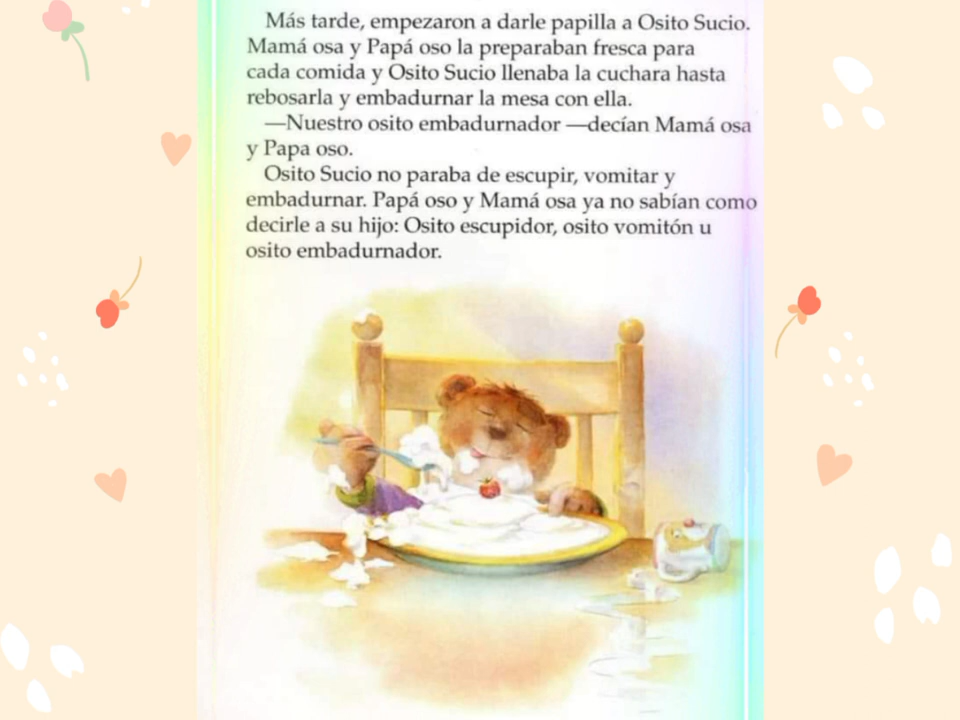 Más tarde, empezaron a darle papilla a Osito Sucio.
Mamá osa y Papá oso la preparaban fresca para
cada comida y Osito Sucio llenaba la cuchara hasta
rebosarla y embadurnar la mesa con ella.
—Nuestro osito embadurnador —decían Mamá osa
y Papa oso.
Osito Sucio no paraba de escupir, vomitar y
embadurnar. Papá oso y Mamá osa ya no sabían como
decirle a su hijo: Osito escupidor, osito vomitón u
osito embadurnador.